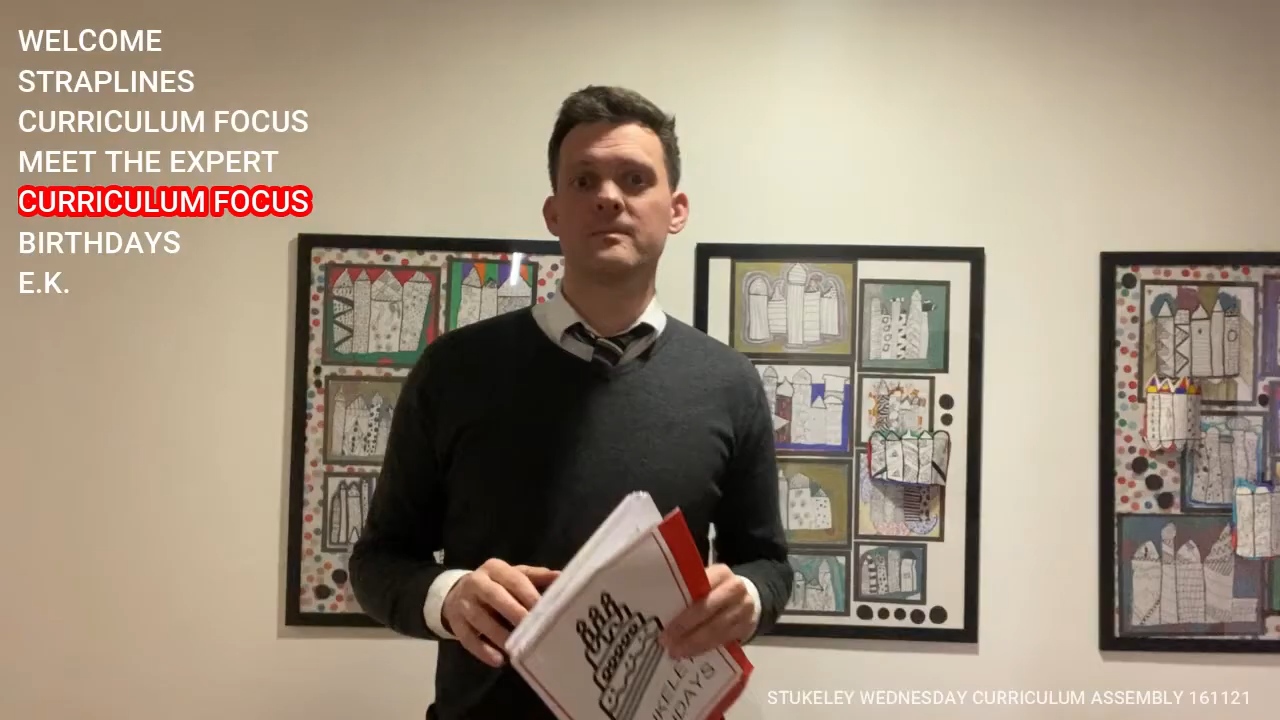 WELCOME
STRAPLINES
CURRICULUM FOCUS
MEET THE EXPERT
CURRICULUM FOCUS
BIRTHDAYS
E.K.
STUKELEY WEDNESDAY CURRICULUM ASSEMBLY 161121